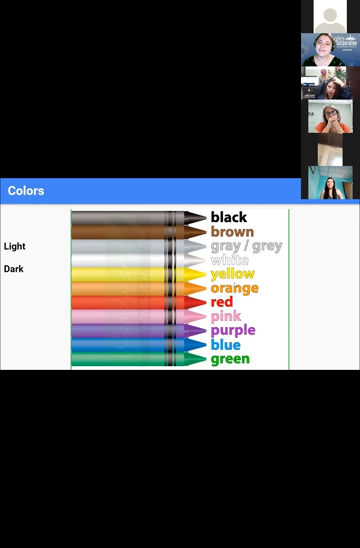 Colors
Light
Dark
black
brown
gray / grey
white
yellow
orange
red
pink
purple
blue
green